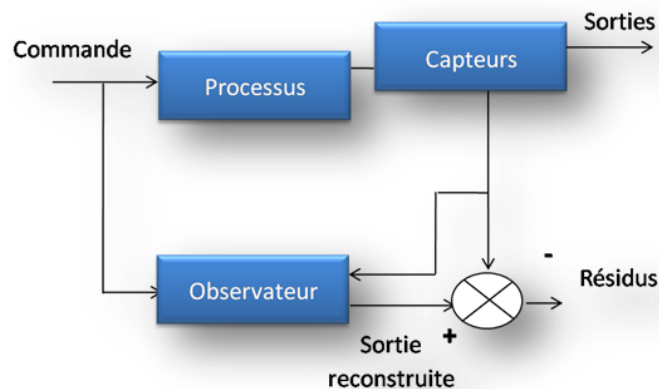 Sorties
Commande
Capteurs
Processus
-
Résidus
Observateur
+
Sortie
reconstruite